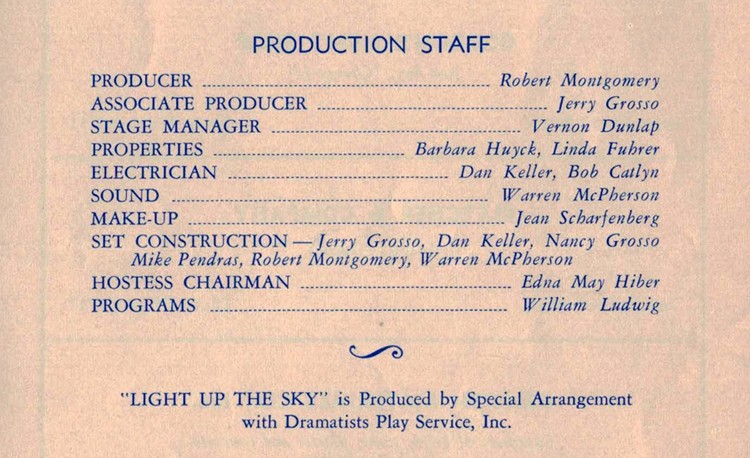 PRODUCTION STAFF
PRODUCER Robert Montgomery
ASSOCIATE PRODUCER Jerry Grosso
STAGE MANAGER Vernon Dunlap
PROPERTIES Barbara Huyck, Linda Fuhrer
ELECTRICIAN Dan Keller, Bob Catlyn
SOUND Warren McPherson
MAKE-UP Jean Scharfenberg
SET CONSTRUCTION — Jerry Grosso, Dan Keller, Nancy Grosso
Mike Pendras, Robert Montgomery, Warren McPherson
HOSTESS CHAIRMAN Edna May Hiber
PROGRAMS William Ludwig
"LIGHT UP THE SKY" is Produced by Special Arrangement
with Dramatists Play Service, Inc.